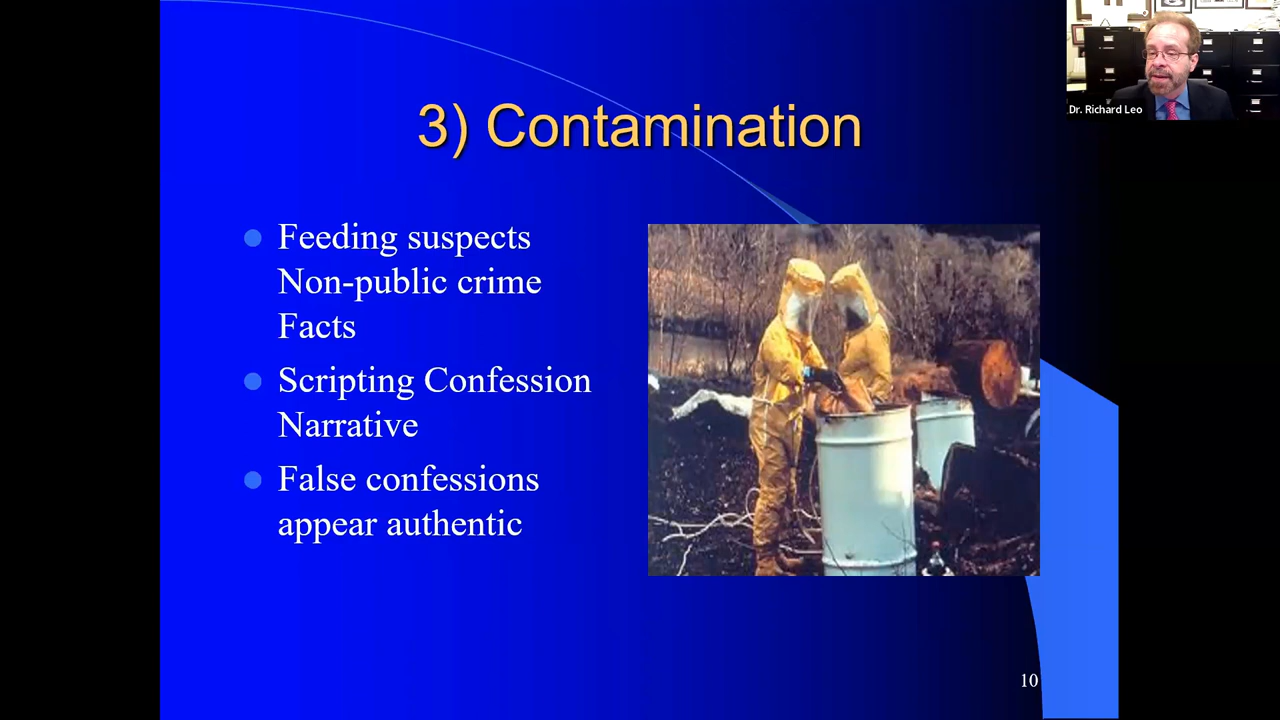 3) Contamination
Feeding suspects
Non-public crime
Facts
Scripting Confession
Narrative
False confessions
appear authentic
10
Dr. Richard Leo